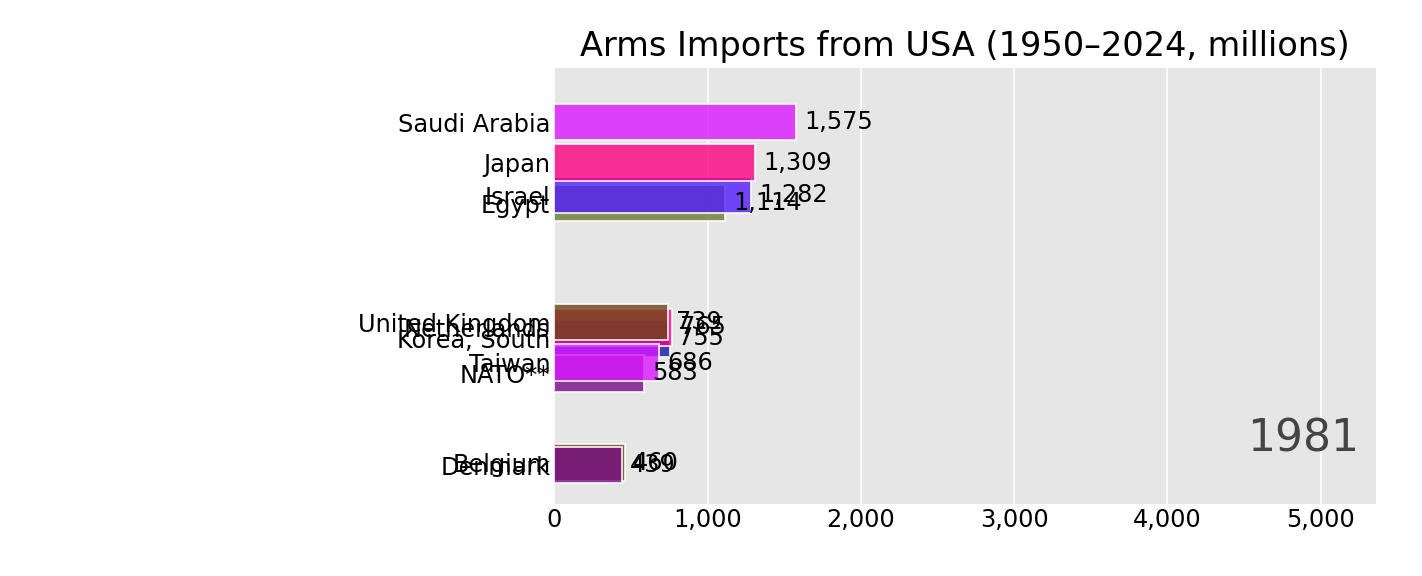 Arms Imports from USA (1950–2024, millions)
Saudi Arabia 1,575
Japan 1,309
Israel 1,282
Egypt 1,114
United Kingdom 739
Netherlands 765
Korea, South 755
Taiwan 686
NATO** 583
Belgium 460
Denmark 439
1981
0 1,000 2,000 3,000 4,000 5,000